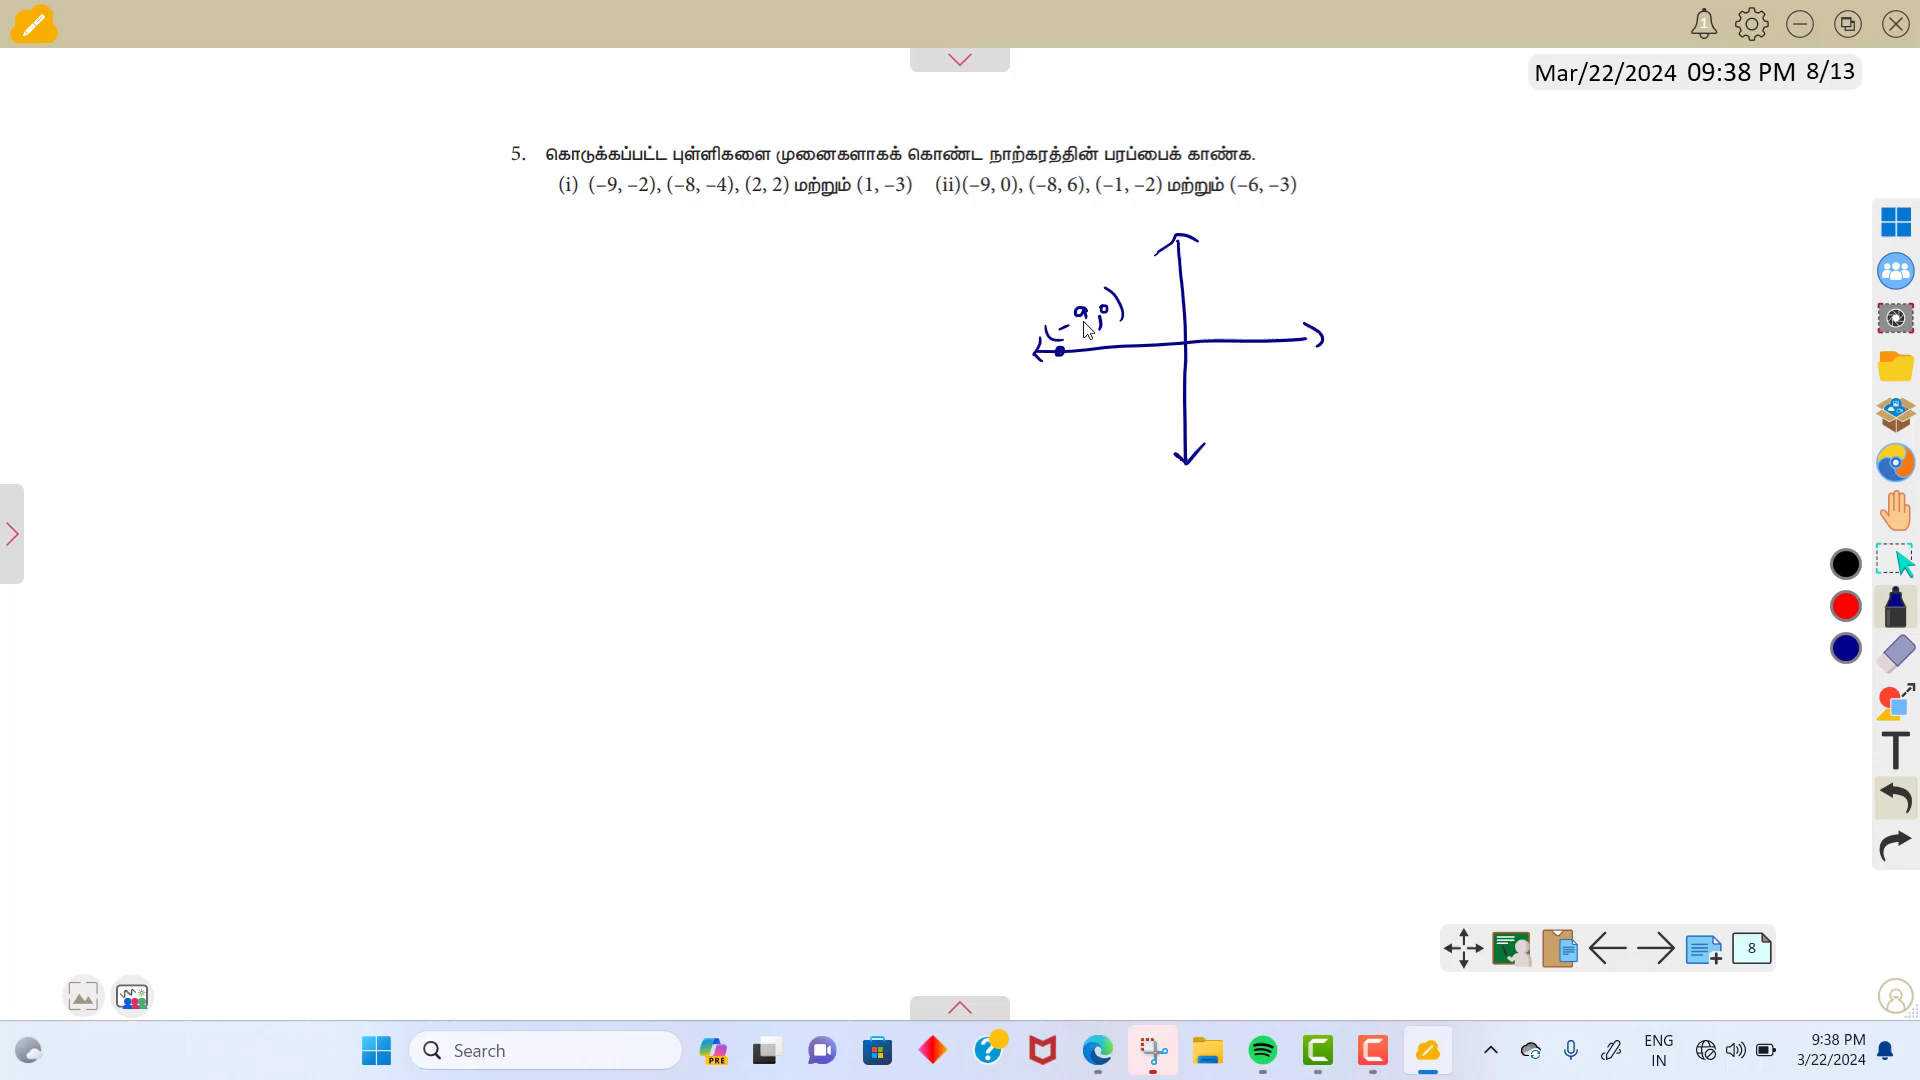 1
Mar/22/2024 09:38 PM 8/13
5. கொடுக்கப்பட்ட புள்ளிகளை முனைகளாகக் கொண்ட நாற்கரத்தின் பரப்பைக் காண்க.
(i) (−9, −2), (−8, −4), (2, 2) மற்றும் (1, −3) (ii)(−9, 0), (−8, 6), (−1, −2) மற்றும் (−6, −3)
(-9,0)
T
8
Search
PRE
ENG
IN
9:38 PM
3/22/2024